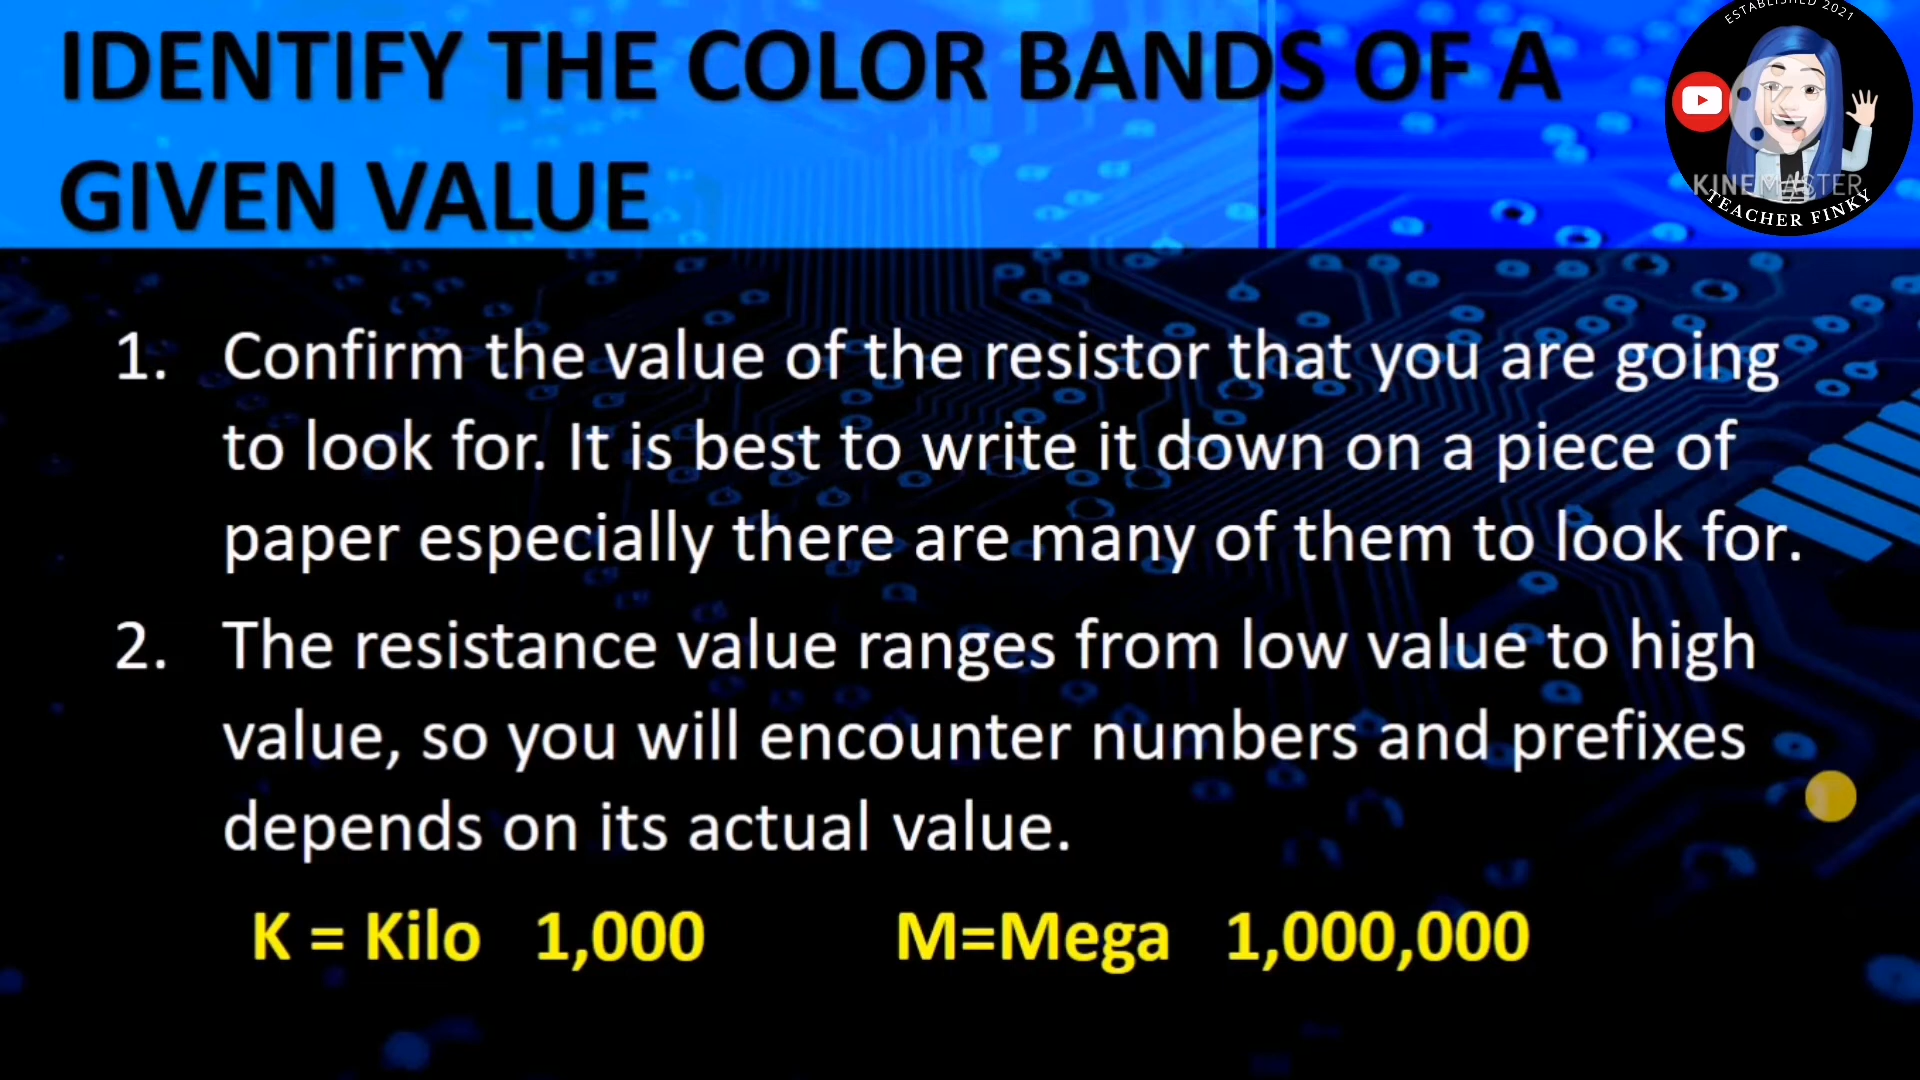 IDENTIFY THE COLOR BANDS OF A
GIVEN VALUE
ESTABLISHED 2021
KINEMASTER
TEACHER FINKY
1. Confirm the value of the resistor that you are going
to look for. It is best to write it down on a piece of
paper especially there are many of them to look for.
2. The resistance value ranges from low value to high
value, so you will encounter numbers and prefixes
depends on its actual value.
K = Kilo 1,000 M=Mega 1,000,000